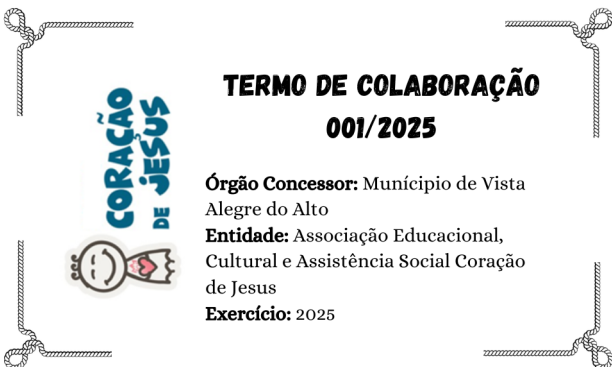 CORAÇÃO
DE JESUS
TERMO DE COLABORAÇÃO
001/2025
Órgão Concessor: Munícipio de Vista
Alegre do Alto
Entidade: Associação Educacional,
Cultural e Assistência Social Coração
de Jesus
Exercício: 2025